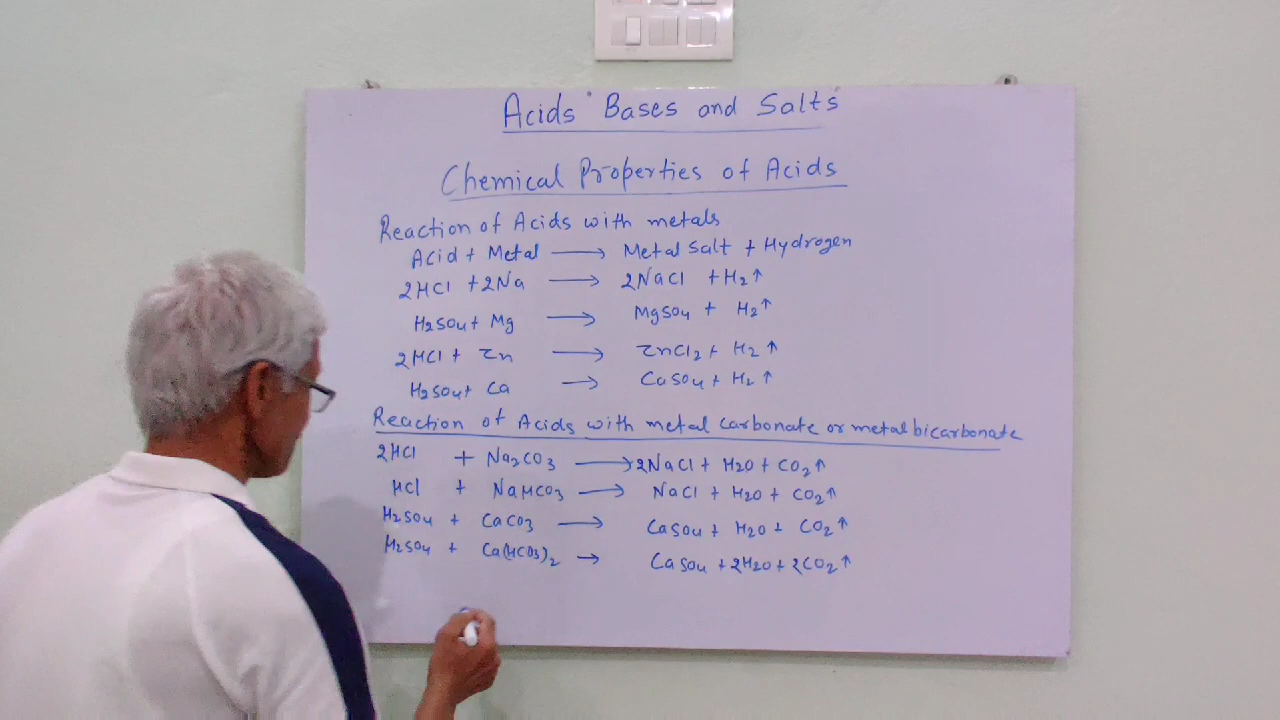 Acids Bases and Salts
Chemical Properties of Acids
Reaction of Acids with metals
Acid + Metal → Metal Salt + Hydrogen
2HCl + 2Na → 2NaCl + H2↑
H2SO4 + Mg → MgSO4 + H2↑
2HCl + Zn → ZnCl2 + H2↑
H2SO4 + Ca → CaSO4 + H2↑
Reaction of Acids with metal carbonate or metal bicarbonate
2HCl + Na2CO3 → 2NaCl + H2O + CO2↑
HCl + NaHCO3 → NaCl + H2O + CO2↑
H2SO4 + CaCO3 → CaSO4 + H2O + CO2↑
H2SO4 + Ca(HCO3)2 → CaSO4 + 2H2O + 2CO2↑